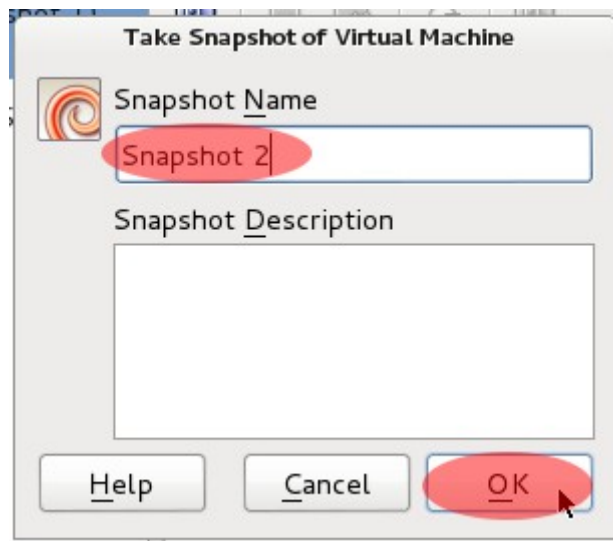 Take Snapshot of Virtual Machine
Snapshot Name
Snapshot 2
Snapshot Description
Help
Cancel
OK